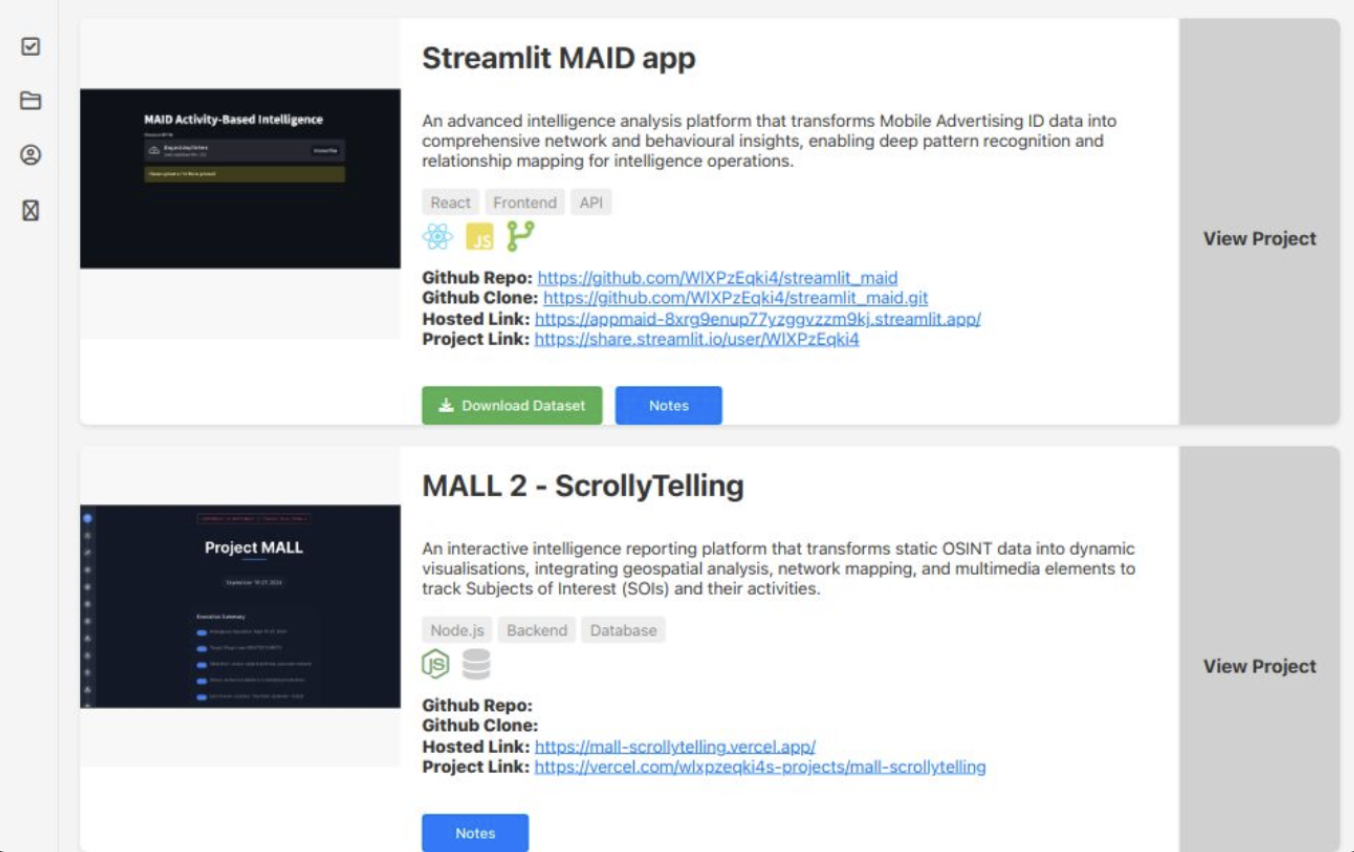 Streamlit MAID app
MAID Activity-Based Intelligence
An advanced intelligence analysis platform that transforms Mobile Advertising ID data into
comprehensive network and behavioural insights, enabling deep pattern recognition and
relationship mapping for intelligence operations.
React Frontend API
JS
Github Repo: https://github.com/WlXPzEqki4/streamlit_maid
Github Clone: https://github.com/WlXPzEqki4/streamlit_maid.git
Hosted Link: https://appmaid-8xrg9enup77yzggvzzm9kj.streamlit.app/
Project Link: https://share.streamlit.io/user/WlXPzEqki4
View Project
Download Dataset Notes
MALL 2 - ScrollyTelling
Project MALL
Executive Summary
An interactive intelligence reporting platform that transforms static OSINT data into dynamic
visualisations, integrating geospatial analysis, network mapping, and multimedia elements to
track Subjects of Interest (SOIs) and their activities.
Node.js Backend Database
JS
Github Repo:
Github Clone:
Hosted Link: https://mall-scrollytelling.vercel.app/
Project Link: https://vercel.com/wlxpzeqki4s-projects/mall-scrollytelling
View Project
Notes